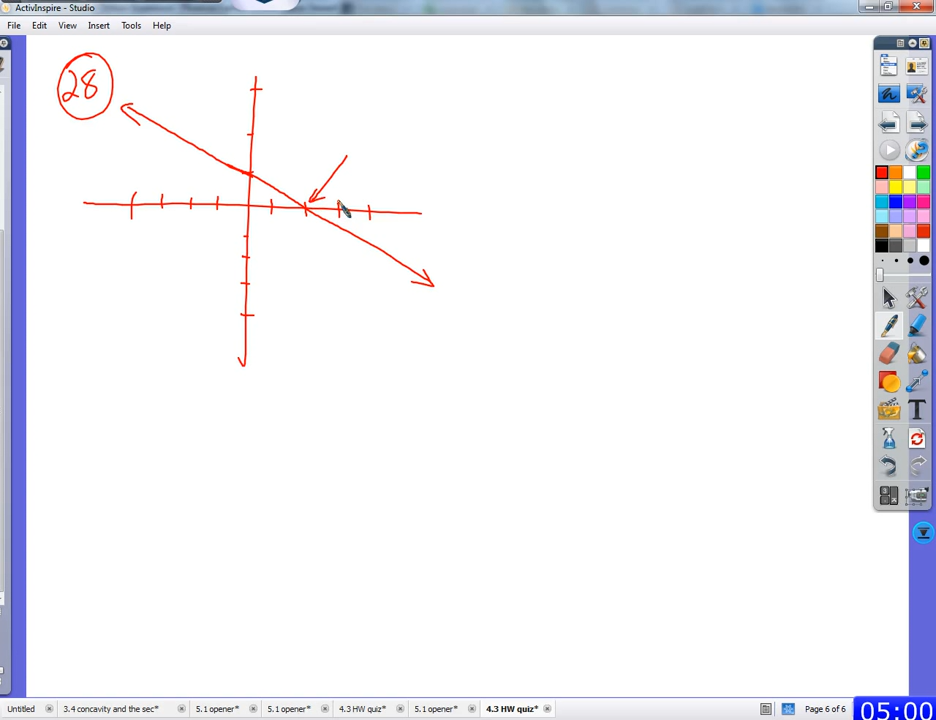 ActivInspire - Studio
File Edit View Insert Tools Help
28
Untitled 3.4 concavity and the sec* 5.1 opener* 5.1 opener* 4.3 HW quiz* 5.1 opener* 4.3 HW quiz* Page 6 of 6
05:00